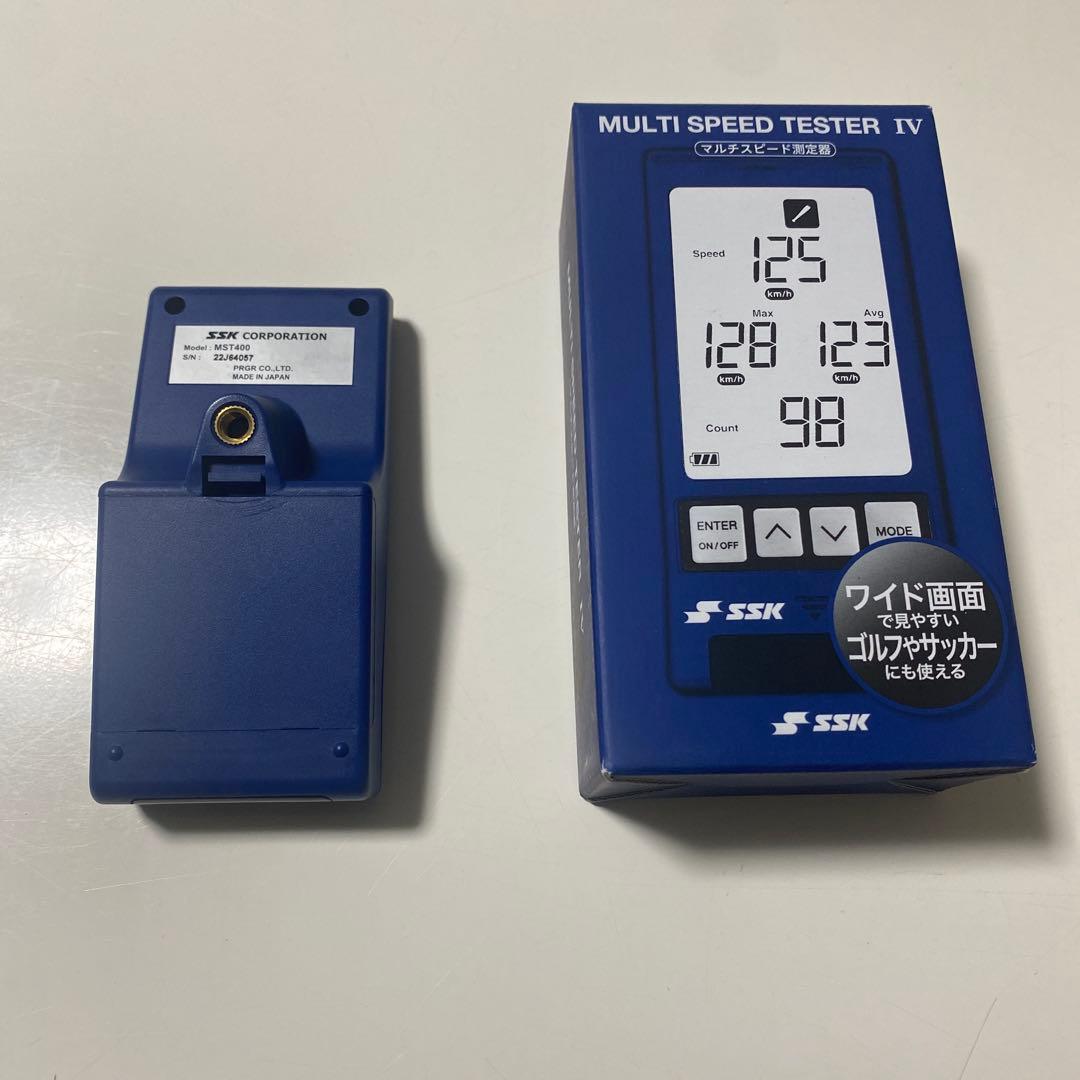 SSK CORPORATION
Model : MST400
S/N : 22J64057
PRGR CO.,LTD.
MADE IN JAPAN
MULTI SPEED TESTER IV
マルチスピード測定器
Speed 125
km/h
Max Avg
128 123
km/h km/h
Count 98
ENTER
ON/OFF
MODE
SSK
ワイド画面
で見やすい
ゴルフやサッカー
にも使える
SSK